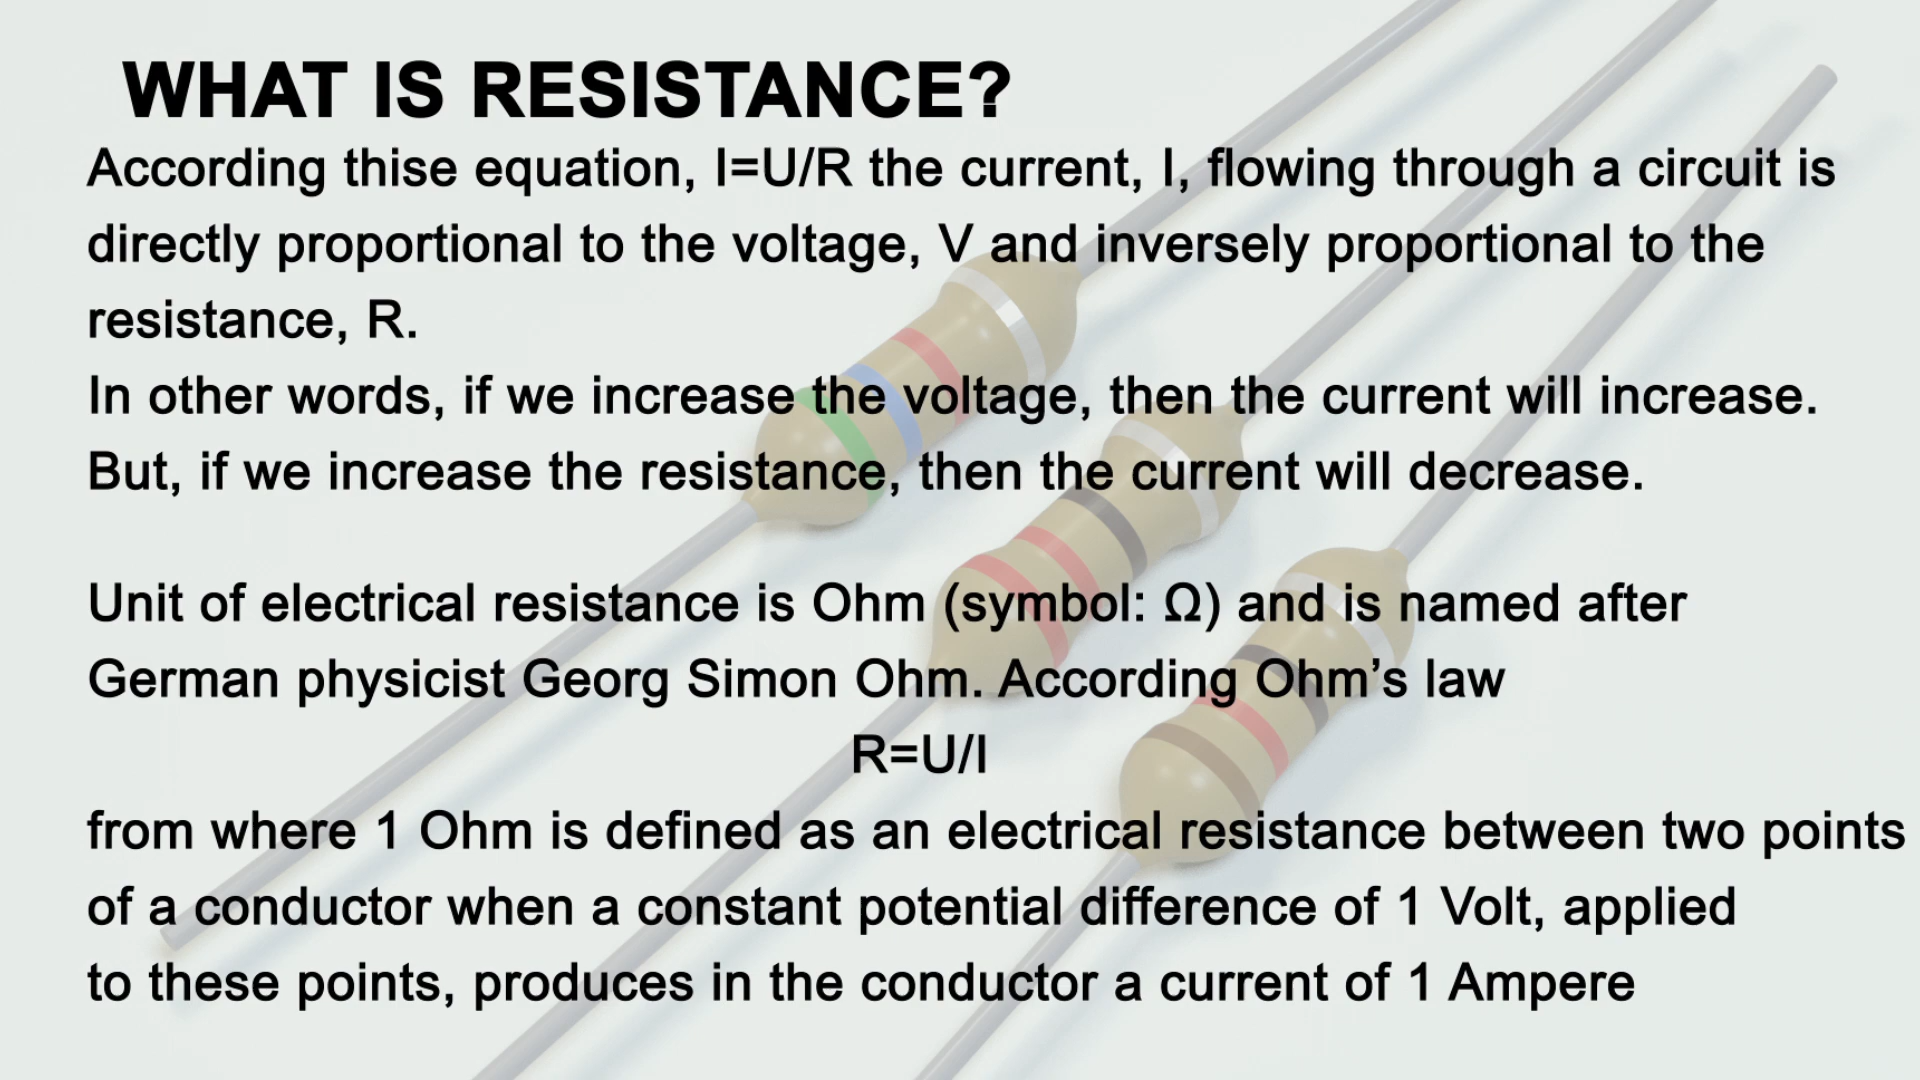 WHAT IS RESISTANCE?
According thise equation, I=U/R the current, I, flowing through a circuit is
directly proportional to the voltage, V and inversely proportional to the
resistance, R.
In other words, if we increase the voltage, then the current will increase.
But, if we increase the resistance, then the current will decrease.
Unit of electrical resistance is Ohm (symbol: Ω) and is named after
German physicist Georg Simon Ohm. According Ohm’s law
R=U/I
from where 1 Ohm is defined as an electrical resistance between two points
of a conductor when a constant potential difference of 1 Volt, applied
to these points, produces in the conductor a current of 1 Ampere